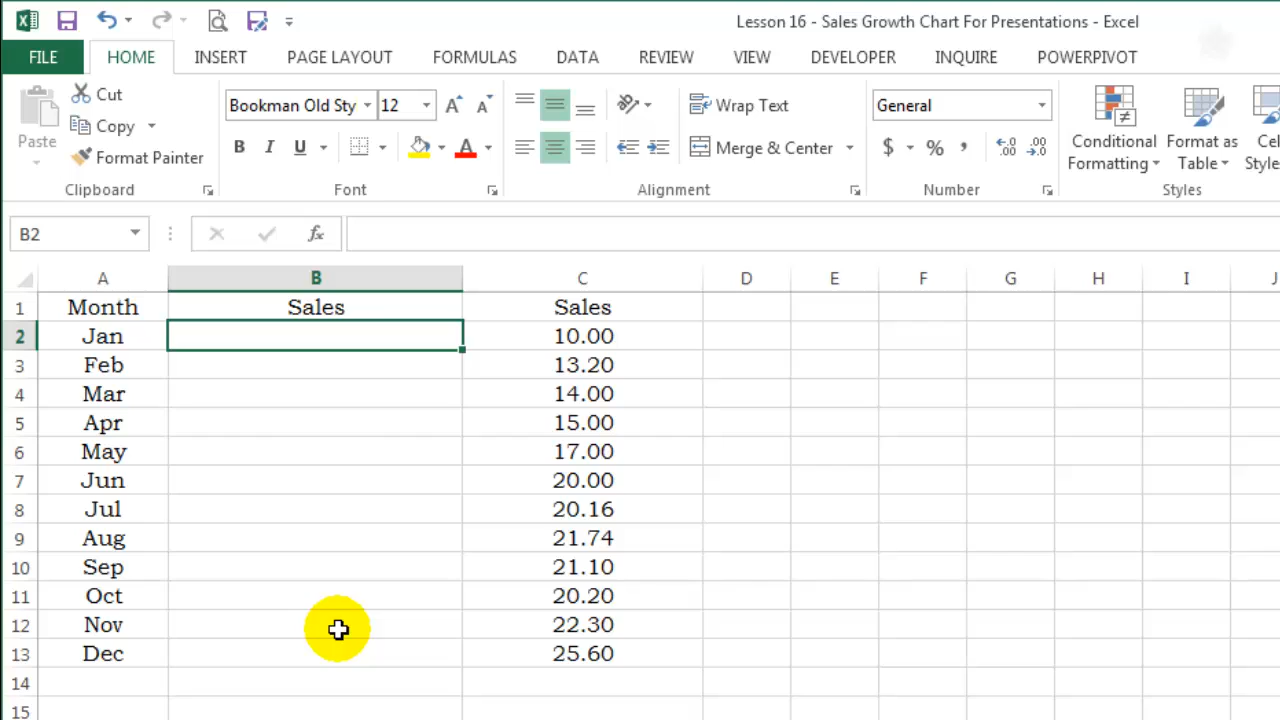 Lesson 16 - Sales Growth Chart For Presentations - Excel
FILE HOME INSERT PAGE LAYOUT FORMULAS DATA REVIEW VIEW DEVELOPER INQUIRE POWERPIVOT
Paste
Cut
Copy
Format Painter
Clipboard
Bookman Old Sty 12
B I U
Font
Wrap Text
Merge & Center
Alignment
General
$ % , .00 .00
Number
Conditional Formatting
Format as Table
Cel
Style
Styles
B2 fx
A B C D E F G H I J
1 Month Sales Sales
2 Jan 10.00
3 Feb 13.20
4 Mar 14.00
5 Apr 15.00
6 May 17.00
7 Jun 20.00
8 Jul 20.16
9 Aug 21.74
10 Sep 21.10
11 Oct 20.20
12 Nov 22.30
13 Dec 25.60
14
15